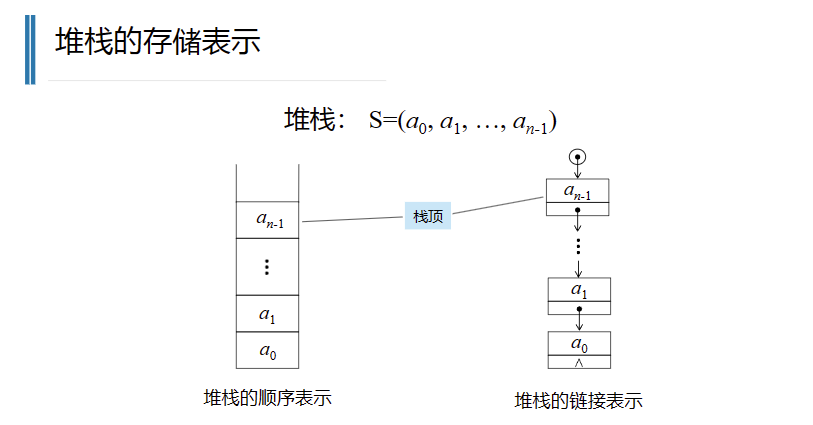 堆栈的存储表示
堆栈： S=(a0, a1, …, an-1)
an-1
⋮
a1
a0
栈顶
an-1
⋮
a1
a0
∧
堆栈的顺序表示
堆栈的链接表示